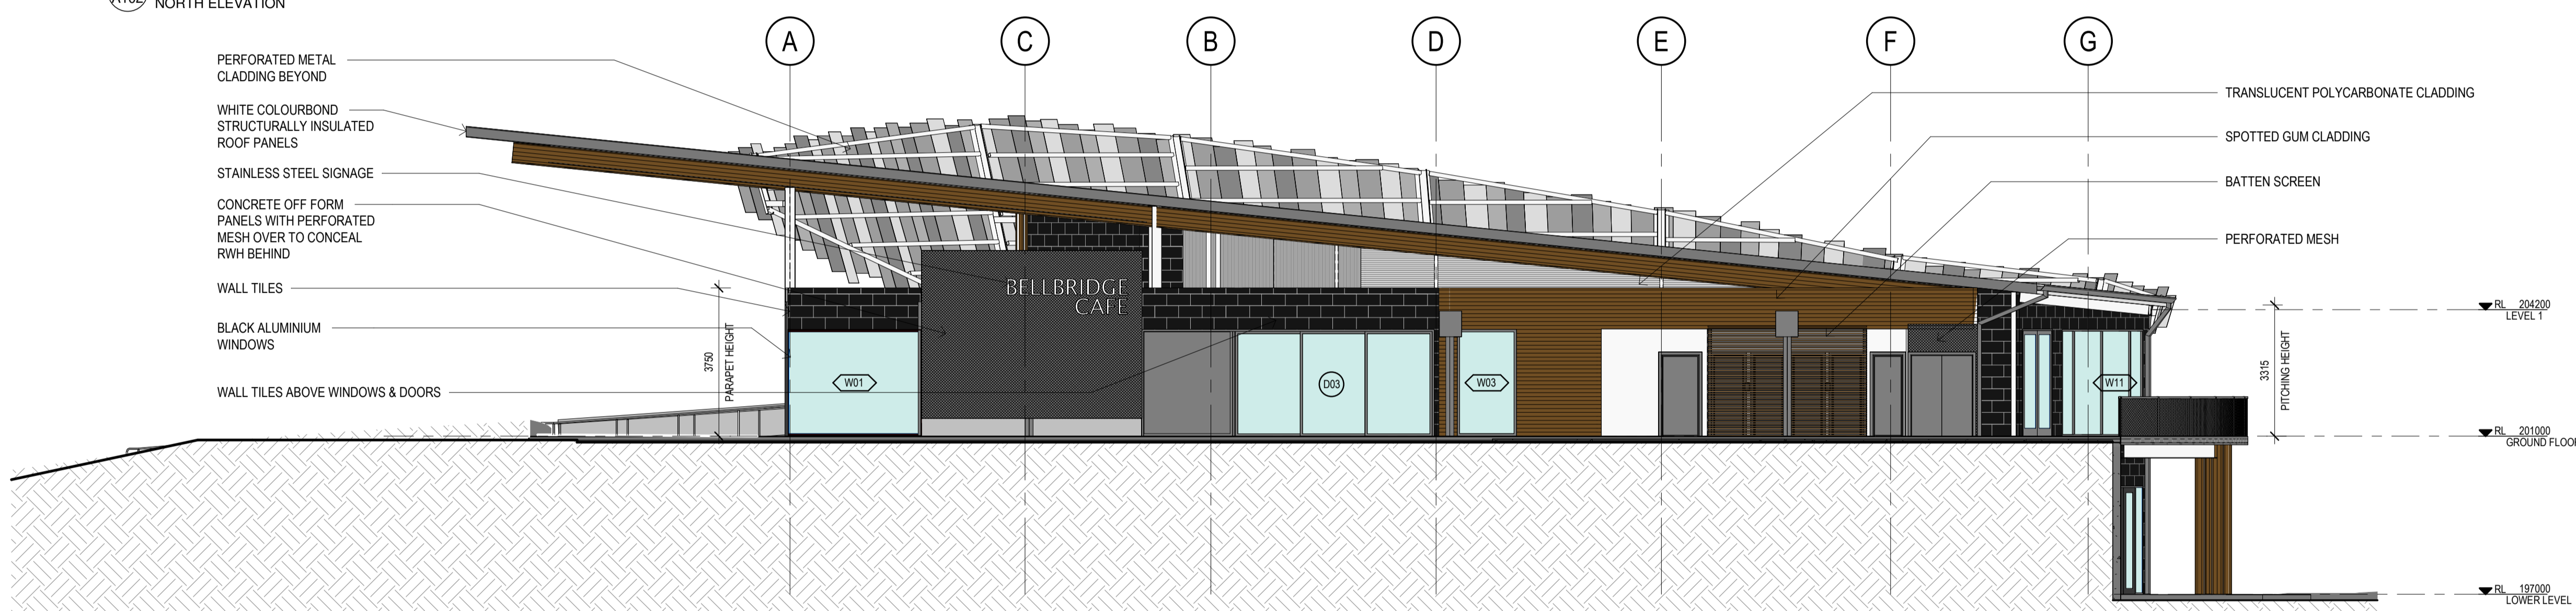 NORTH ELEVATION
A
C
B
D
E
F
G
PERFORATED METAL
CLADDING BEYOND
WHITE COLOURBOND
STRUCTURALLY INSULATED
ROOF PANELS
STAINLESS STEEL SIGNAGE
CONCRETE OFF FORM
PANELS WITH PERFORATED
MESH OVER TO CONCEAL
RWH BEHIND
WALL TILES
BLACK ALUMINIUM
WINDOWS
WALL TILES ABOVE WINDOWS & DOORS
3750
PARAPET HEIGHT
BELLBRIDGE
CAFE
W01
D03
W03
W11
TRANSLUCENT POLYCARBONATE CLADDING
SPOTTED GUM CLADDING
BATTEN SCREEN
PERFORATED MESH
3315
PITCHING HEIGHT
RL 204200
LEVEL 1
RL 201000
GROUND FLOOR
RL 197000
LOWER LEVEL